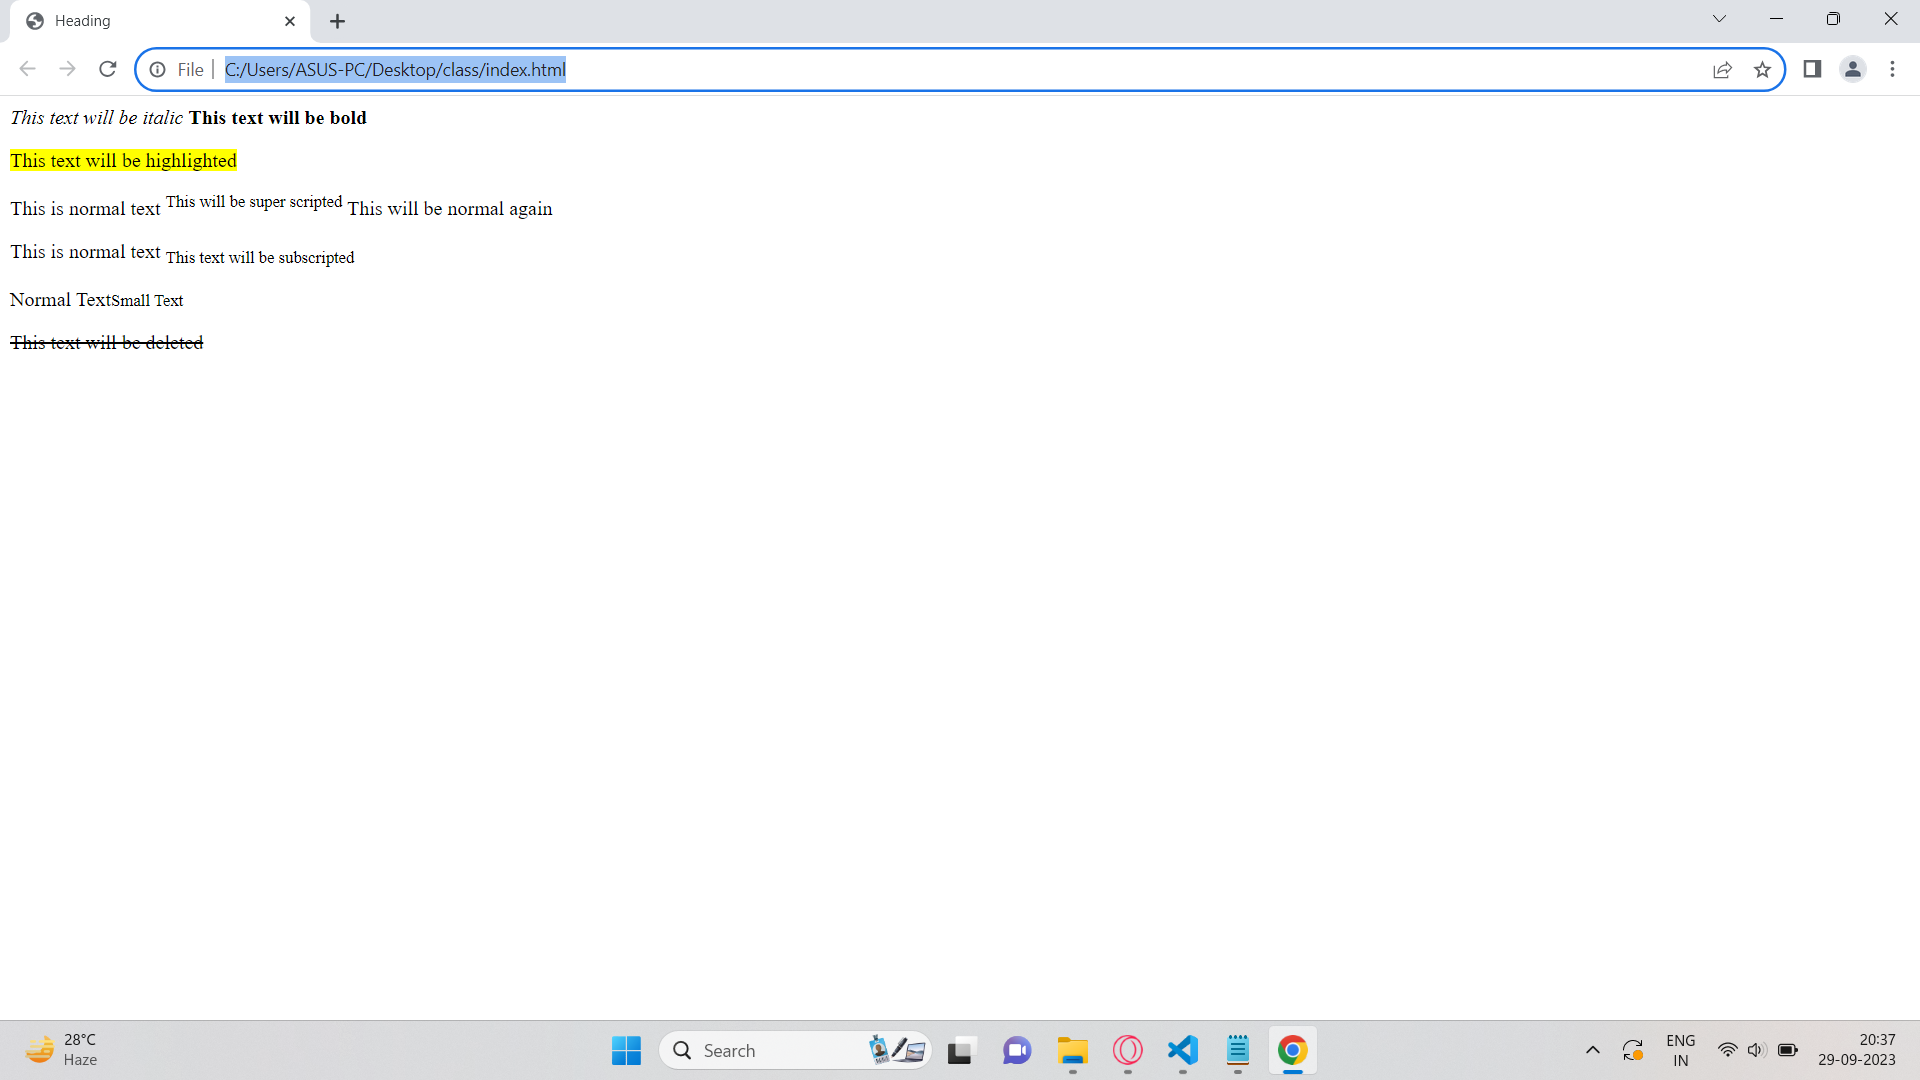 Heading
File C:/Users/ASUS-PC/Desktop/class/index.html
This text will be italic This text will be bold
This text will be highlighted
This is normal text This will be super scripted This will be normal again
This is normal text This text will be subscripted
Normal TextSmall Text
This text will be deleted
28°C
Haze
Search
ENG
IN
20:37
29-09-2023